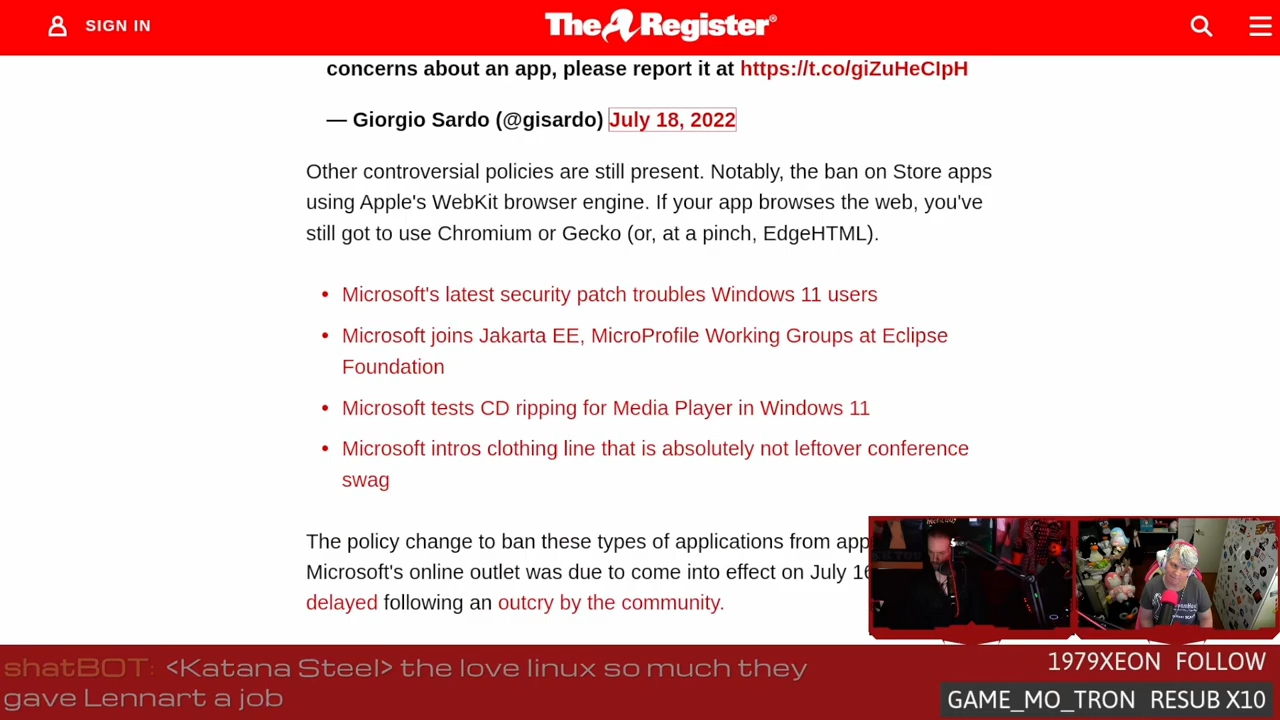 SIGN IN
The Register®
concerns about an app, please report it at https://t.co/giZuHeCIpH
— Giorgio Sardo (@gisardo) July 18, 2022
Other controversial policies are still present. Notably, the ban on Store apps
using Apple's WebKit browser engine. If your app browses the web, you've
still got to use Chromium or Gecko (or, at a pinch, EdgeHTML).
• Microsoft's latest security patch troubles Windows 11 users
• Microsoft joins Jakarta EE, MicroProfile Working Groups at Eclipse
Foundation
• Microsoft tests CD ripping for Media Player in Windows 11
• Microsoft intros clothing line that is absolutely not leftover conference
swag
The policy change to ban these types of applications from app
Microsoft's online outlet was due to come into effect on July 16
delayed following an outcry by the community.
shatBOT: <Katana Steel> the love linux so much they
gave Lennart a job
1979XEON FOLLOW
GAME_MO_TRON RESUB X10